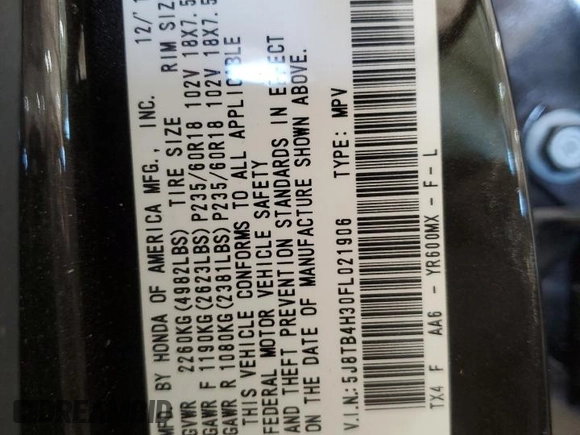 MFD. BY HONDA OF AMERICA MFG., INC. 12/'1
GVWR 2260KG(4982LBS) TIRE SIZE RIM SIZ
GAWR F 1190KG(2623LBS) P235/60R18 102V 18X7.5
GAWR R 1080KG(2381LBS) P235/60R18 102V 18X7.5
THIS VEHICLE CONFORMS TO ALL APPLICABLE
FEDERAL MOTOR VEHICLE SAFETY
AND THEFT PREVENTION STANDARDS IN EFFECT
ON THE DATE OF MANUFACTURE SHOWN ABOVE.
V.I.N.: 5J8TB4H30FL021906 TYPE: MPV
TX4 F AA6 - YR600MX - F - L